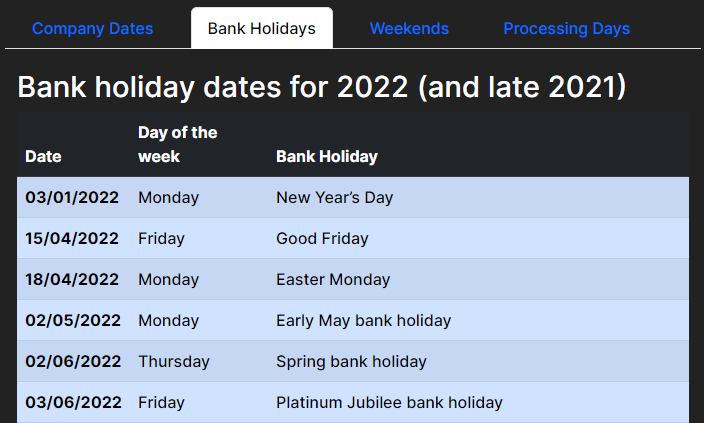 Company Dates Bank Holidays Weekends Processing Days
Bank holiday dates for 2022 (and late 2021)
Date Day of the week Bank Holiday
03/01/2022 Monday New Year’s Day
15/04/2022 Friday Good Friday
18/04/2022 Monday Easter Monday
02/05/2022 Monday Early May bank holiday
02/06/2022 Thursday Spring bank holiday
03/06/2022 Friday Platinum Jubilee bank holiday